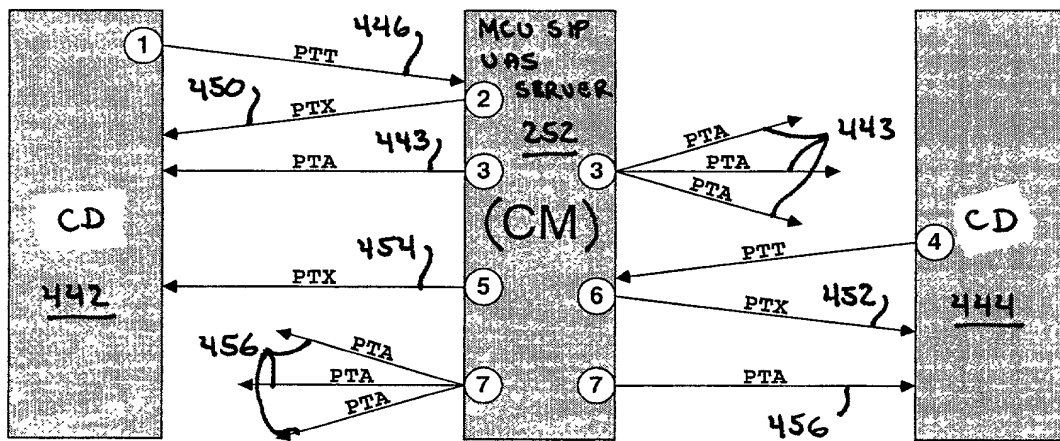 1
PTT
446
MCU SIP
UAS
SERVER
252
(CM)
450
PTX
2
443
PTA
3
3
PTA
PTA
PTA
443
CD
442
CD
444
4
PTT
454
PTX
5
6
PTX
452
456
PTA
PTA
PTA
7
7
PTA
456